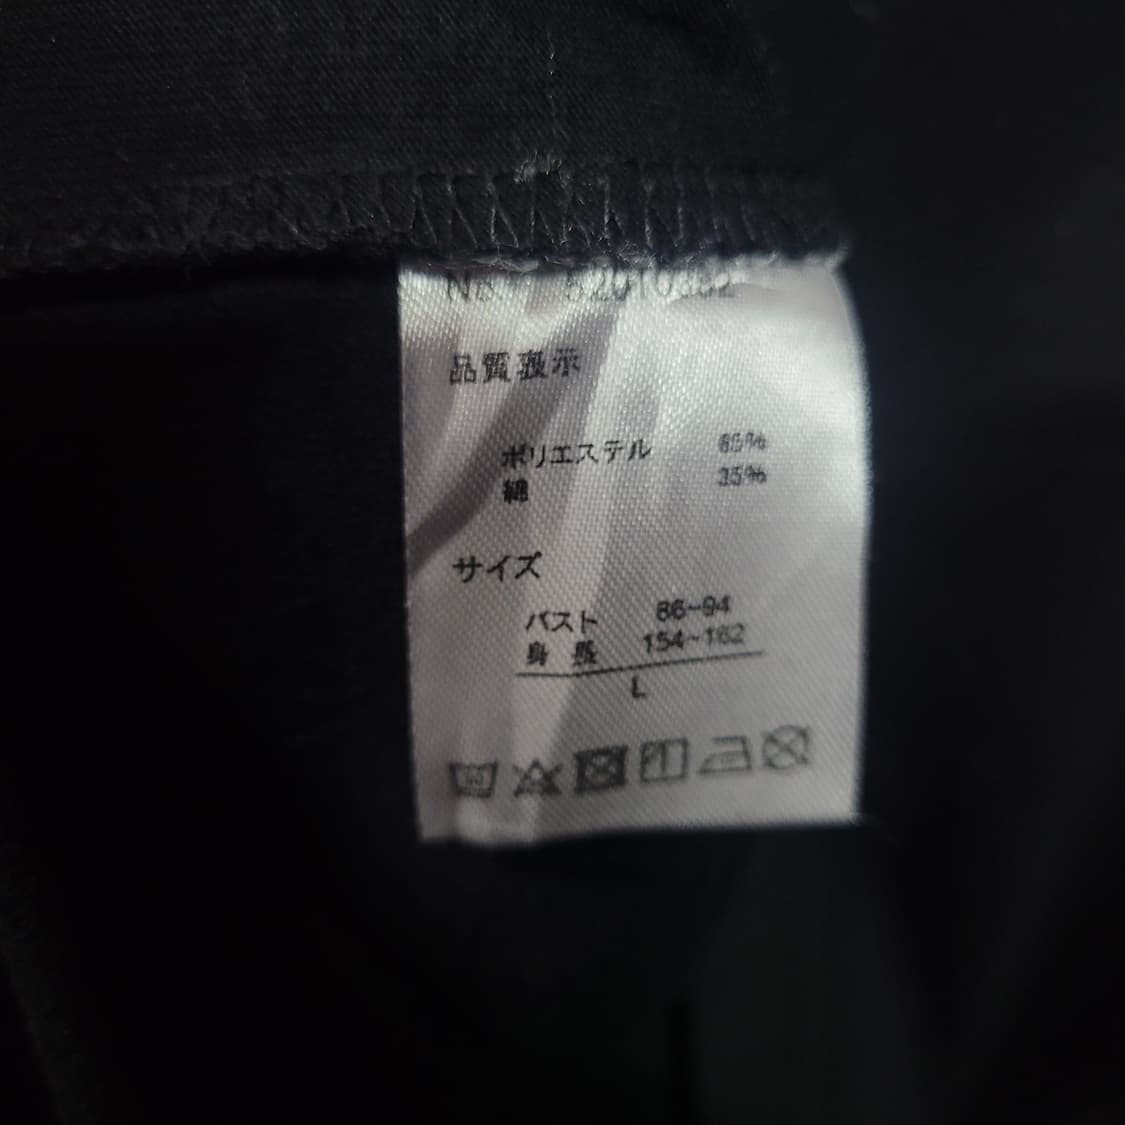 品質表示
ポリエステル 65%
綿 35%
サイズ
バスト 86~94
身長 154~162
L